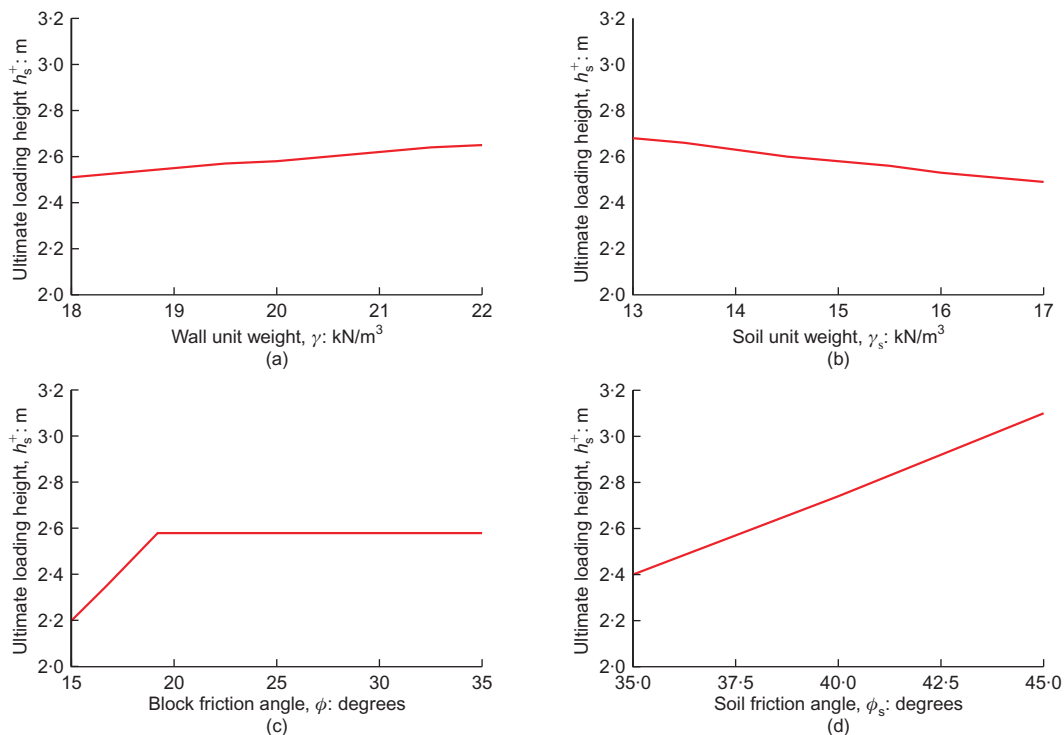 Ultimate loading height h_s^+: m
3·2
3·0
2·8
2·6
2·4
2·2
2·0
18 19 20 21 22
Wall unit weight, γ: kN/m³
(a)
Ultimate loading height, h_s^+: m
3·2
3·0
2·8
2·6
2·4
2·2
2·0
13 14 15 16 17
Soil unit weight, γ_s: kN/m³
(b)
Ultimate loading height, h_s^+: m
3·2
3·0
2·8
2·6
2·4
2·2
2·0
15 20 25 30 35
Block friction angle, ϕ: degrees
(c)
Ultimate loading height, h_s^+: m
3·2
3·0
2·8
2·6
2·4
2·2
2·0
35·0 37·5 40·0 42·5 45·0
Soil friction angle, ϕ_s: degrees
(d)